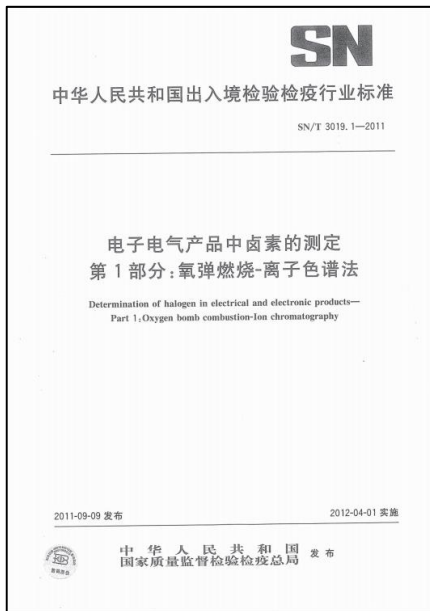 SN
中华人民共和国出入境检验检疫行业标准
SN/T 3019.1—2011
电子电气产品中卤素的测定
第1部分:氧弹燃烧-离子色谱法
Determination of halogen in electrical and electronic products—
Part 1:Oxygen bomb combustion-Ion chromatography
2011-09-09 发布
2012-04-01 实施
中华人民共和国
国家质量监督检验检疫总局
发布